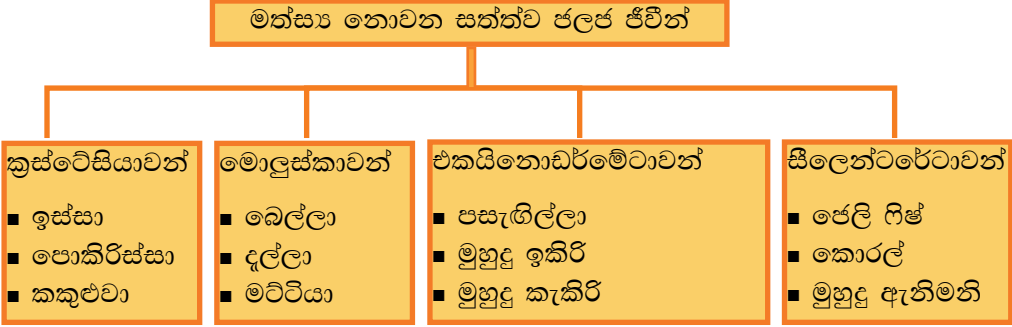 මත්ස්‍ය නොවන සත්ත්ව ජලජ ජීවීන්
ක්‍රස්ටේසියාවන්
■ ඉස්සා
■ පොකිරිස්සා
■ කකුළුවා
මොලුස්කාවන්
■ බෙල්ලා
■ දැල්ලා
■ මට්ටියා
එකයිනොඩර්මේටාවන්
■ පසැඟිල්ලා
■ මුහුදු ඉකිරි
■ මුහුදු කැකිරි
සීලෙන්ටරේටාවන්
■ ජෙලි ෆිෂ්
■ කොරල්
■ මුහුදු ඇනිමනි